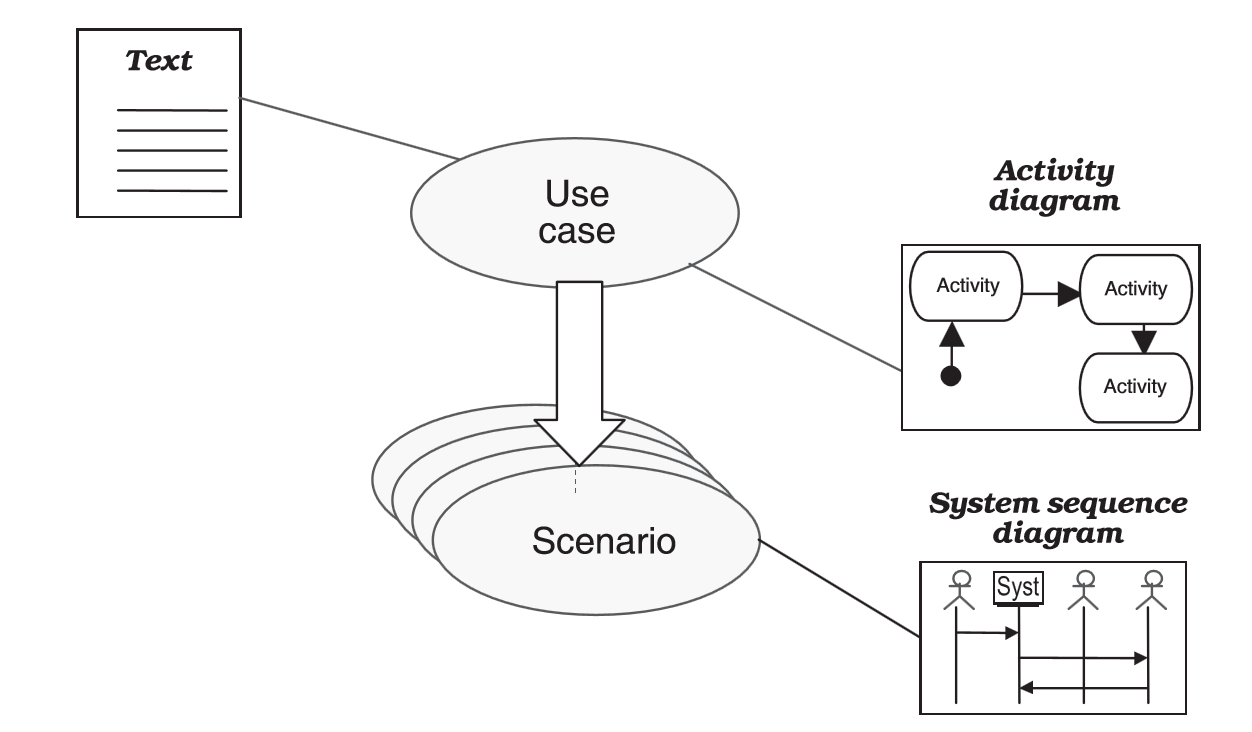 Text
Use
case
Activity
diagram
Activity
Activity
Activity
Scenario
System sequence
diagram
Syst